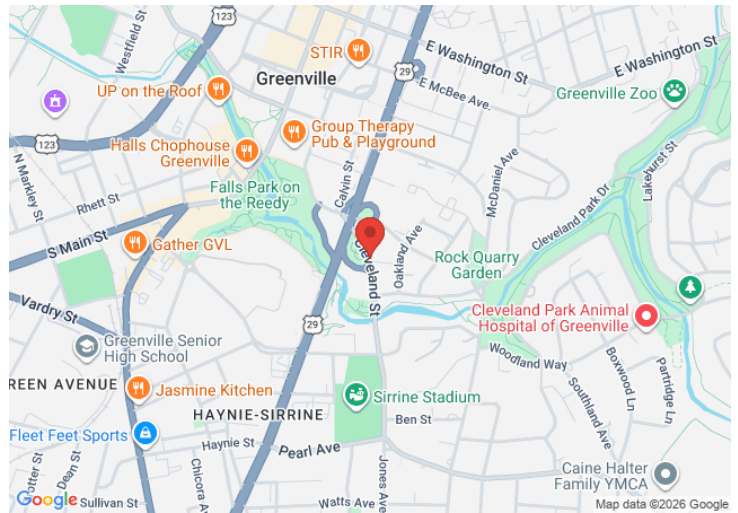 123
Westfield St
STIR
E Washington St
29
Greenville
E McBee Ave.
E Washington St
UP on the Roof
Greenville Zoo
Group Therapy
Pub & Playground
123
Halls Chophouse
Greenville
N Markley St
Rhett St
Calvin St
McDaniel Ave
Lakehurst St
Falls Park on
the Reedy
Cleveland Park Dr
S Main St
Gather GVL
Cleveland St
Oakland Ave
Rock Quarry
Garden
Vardry St
29
Cleveland Park Animal
Hospital of Greenville
Greenville Senior
High School
Woodland Way
Boxwood Ln
Partridge Ln
REEN AVENUE
Jasmine Kitchen
Sirrine Stadium
Southland Ave
HAYNIE-SIRRINE
Ben St
Fleet Feet Sports
Haynie St
Pearl Ave
otter St
Dean St
Chicora Ave
Jones Ave
Caine Halter
Family YMCA
Google
Sullivan St
Watts Ave
Map data ©2026 Google